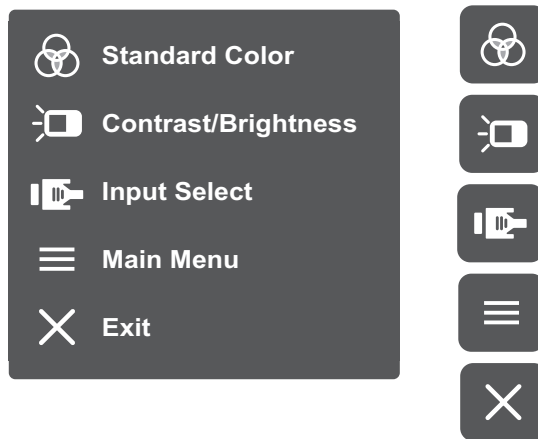 Standard Color
Contrast/Brightness
Input Select
Main Menu
Exit